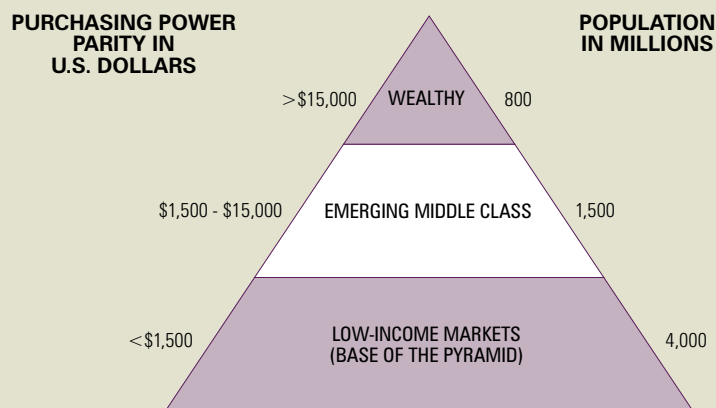 PURCHASING POWER
PARITY IN
U.S. DOLLARS
POPULATION
IN MILLIONS
>$15,000 WEALTHY 800
$1,500 - $15,000 EMERGING MIDDLE CLASS 1,500
<$1,500 LOW-INCOME MARKETS
(BASE OF THE PYRAMID) 4,000